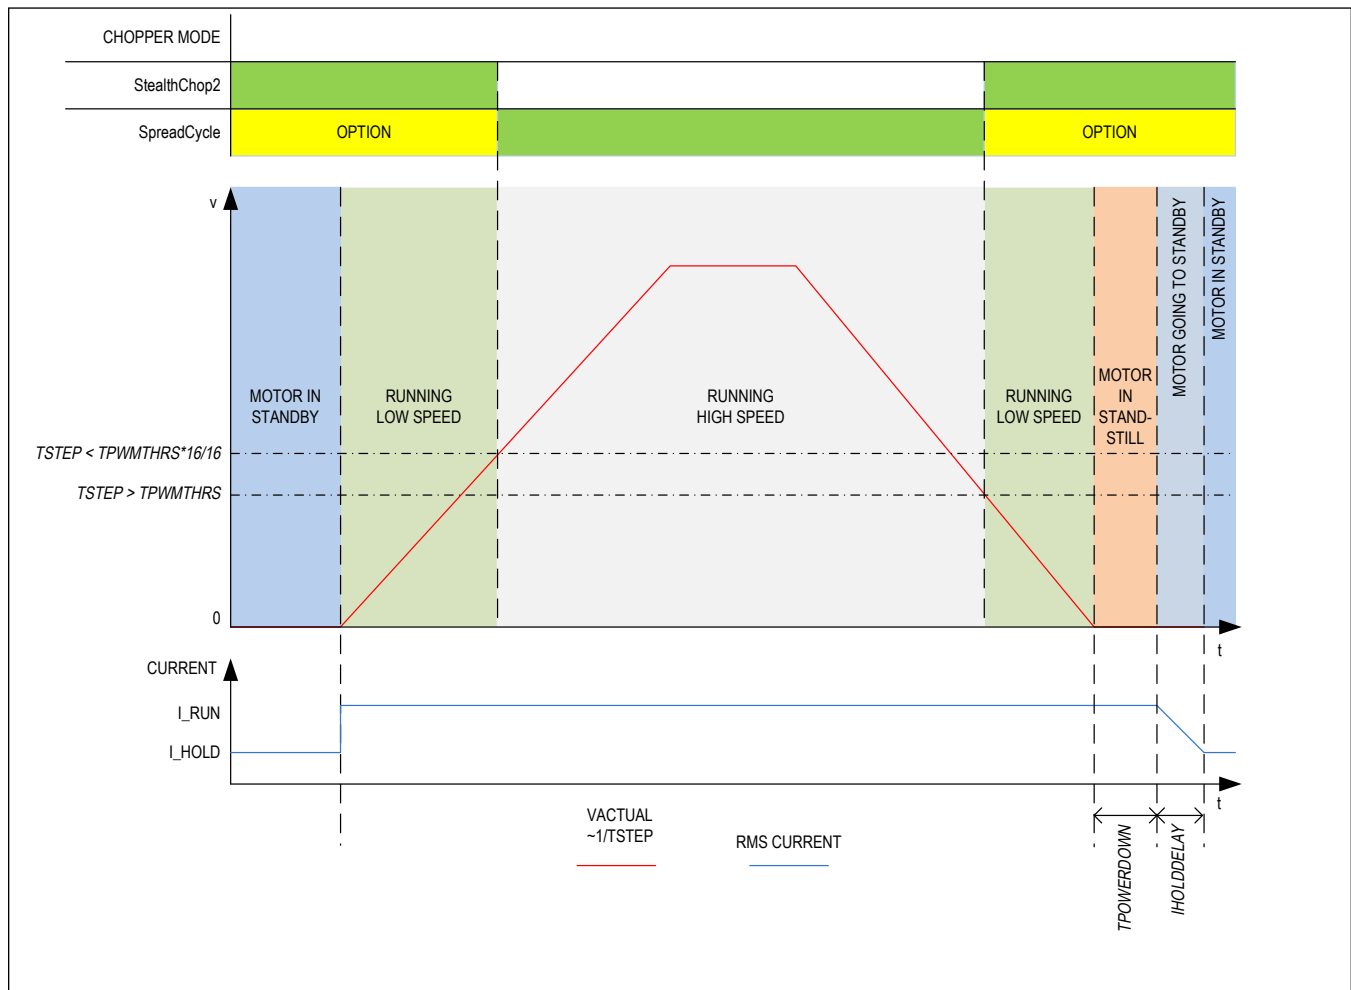 CHOPPER MODE
StealthChop2
SpreadCycle
OPTION
OPTION
v
MOTOR IN
STANDBY
RUNNING
LOW SPEED
RUNNING
HIGH SPEED
RUNNING
LOW SPEED
MOTOR
IN
STAND-
STILL
MOTOR GOING TO STANDBY
MOTOR IN STANDBY
TSTEP < TPWMTHRS*16/16
TSTEP > TPWMTHRS
0
t
CURRENT
I_RUN
I_HOLD
t
VACTUAL
~1/TSTEP
RMS CURRENT
TPOWERDOWN
IHOLDDELAY